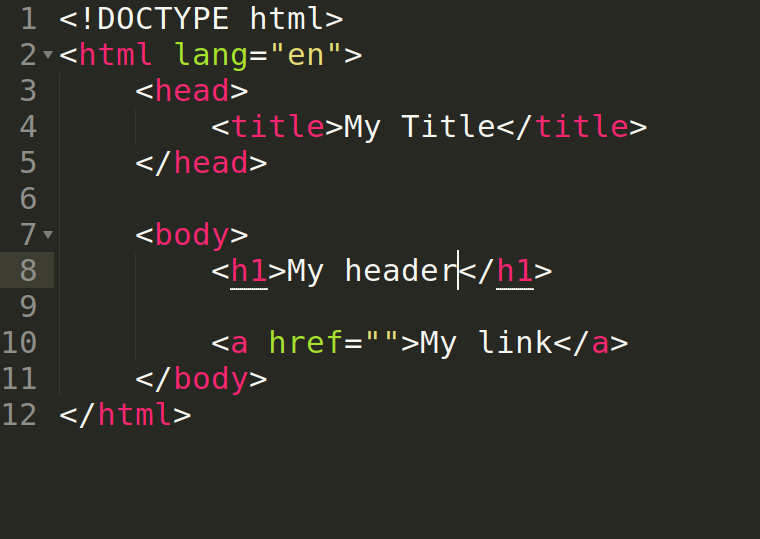 1 <!DOCTYPE html>
2 <html lang="en">
3     <head>
4         <title>My Title</title>
5     </head>
6
7     <body>
8         <h1>My header</h1>
9
10         <a href="">My link</a>
11     </body>
12 </html>